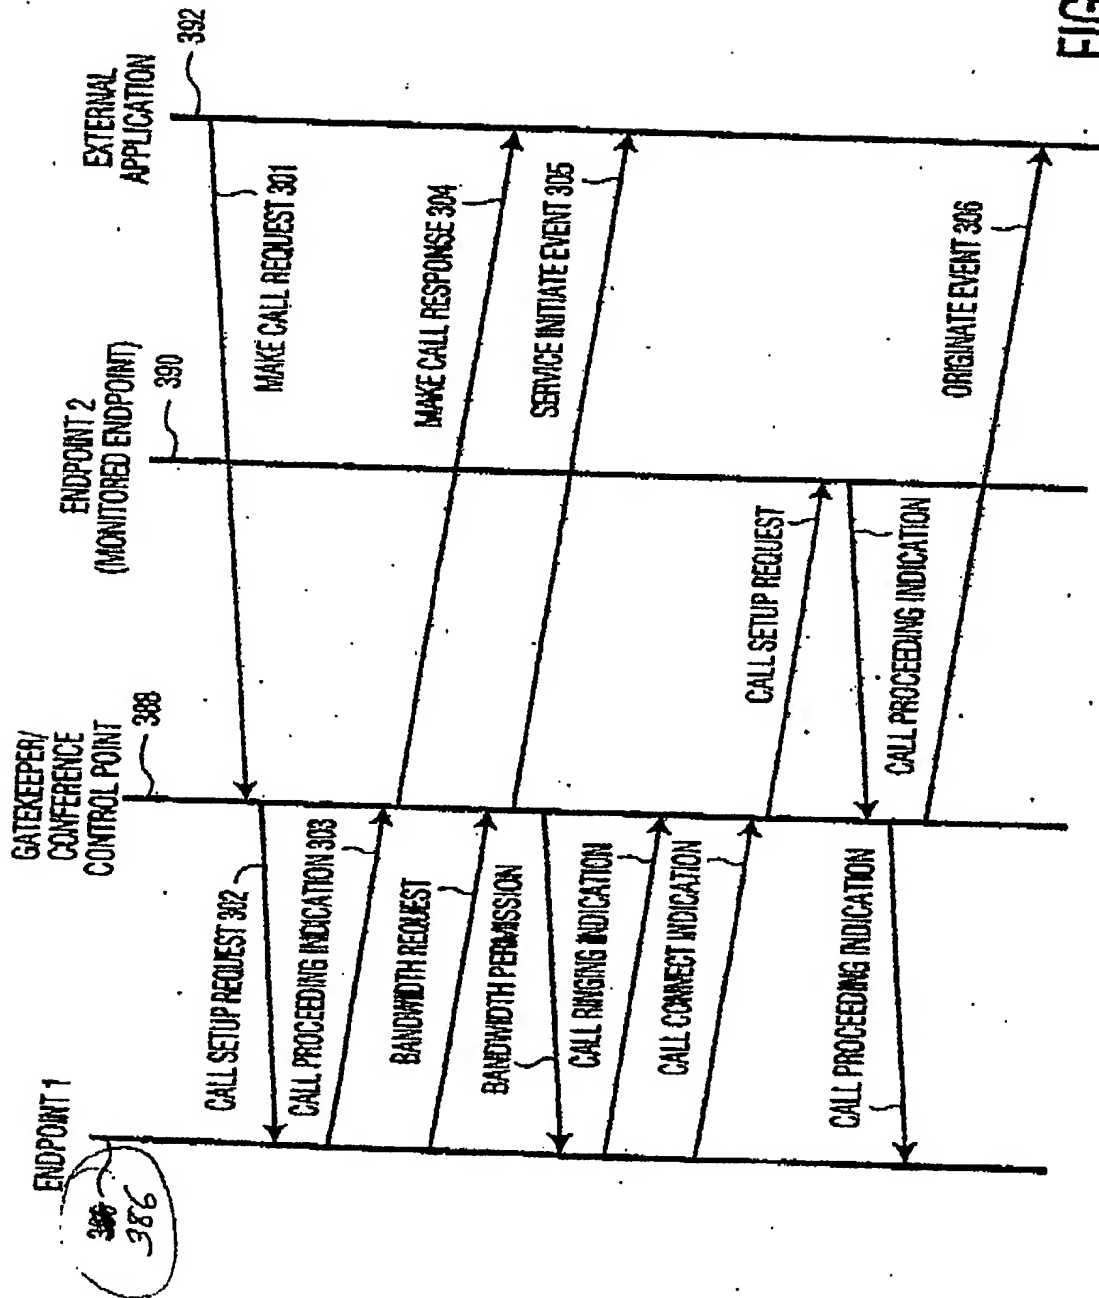 ENDPOINT 1
386
GATEKEEPER/
CONFERENCE
CONTROL POINT
388
ENDPOINT 2
(MONITORED ENDPOINT)
390
EXTERNAL
APPLICATION
392
MAKE CALL REQUEST 301
CALL SETUP REQUEST 302
CALL PROCEEDING INDICATION 303
MAKE CALL RESPONSE 304
BANDWIDTH REQUEST
SERVICE INITIATE EVENT 305
BANDWIDTH PERMISSION
CALL RINGING INDICATION
CALL CONNECT INDICATION
CALL SETUP REQUEST
CALL PROCEEDING INDICATION
CALL PROCEEDING INDICATION
ORIGINATE EVENT 306